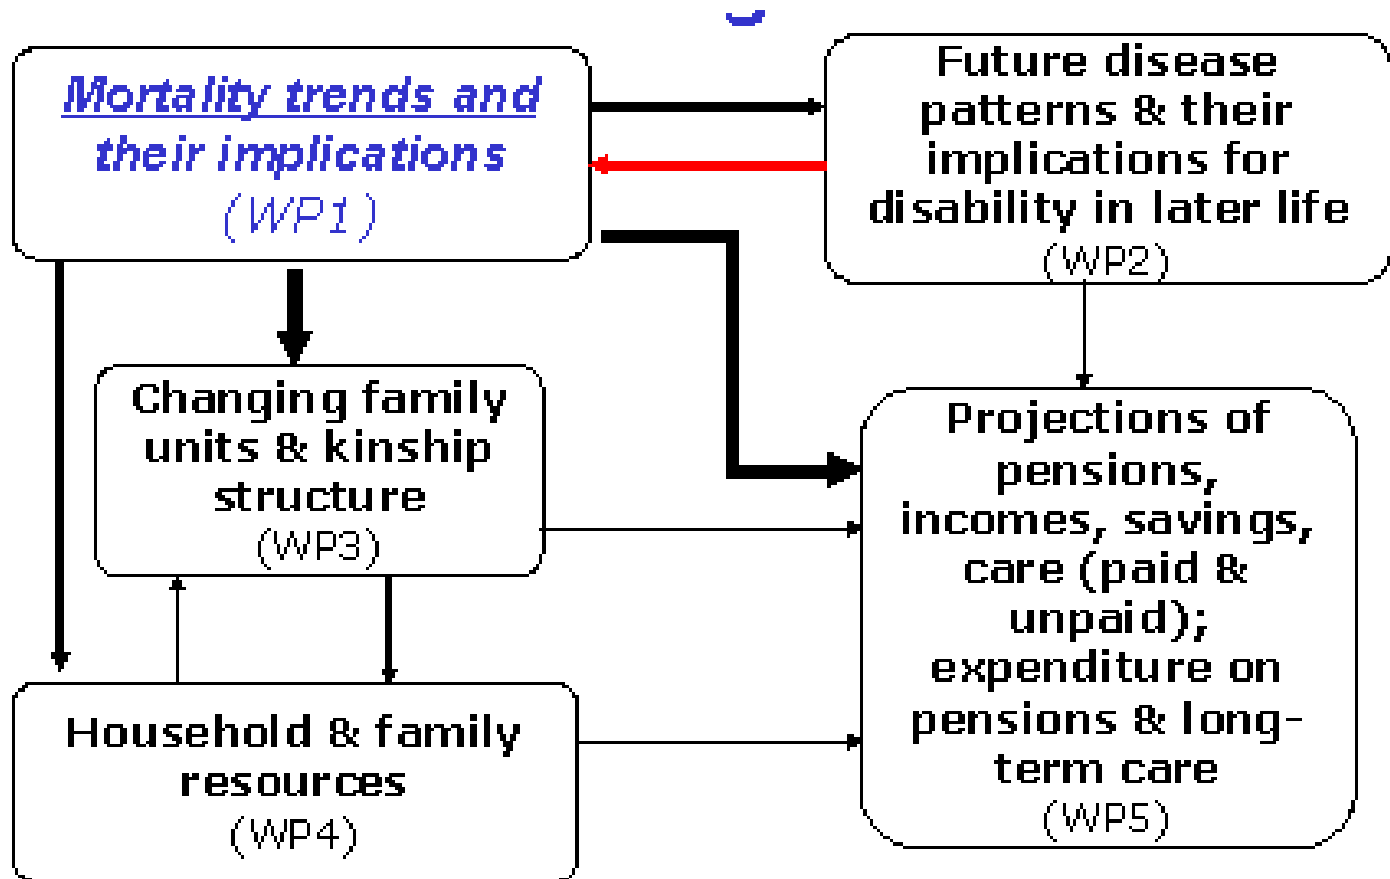 Mortality trends and
their implications
(WP1)
Future disease
patterns & their
implications for
disability in later life
(WP2)
Changing family
units & kinship
structure
(WP3)
Projections of
pensions,
incomes, savings,
care (paid &
unpaid);
expenditure on
pensions & long-
term care
(WP5)
Household & family
resources
(WP4)